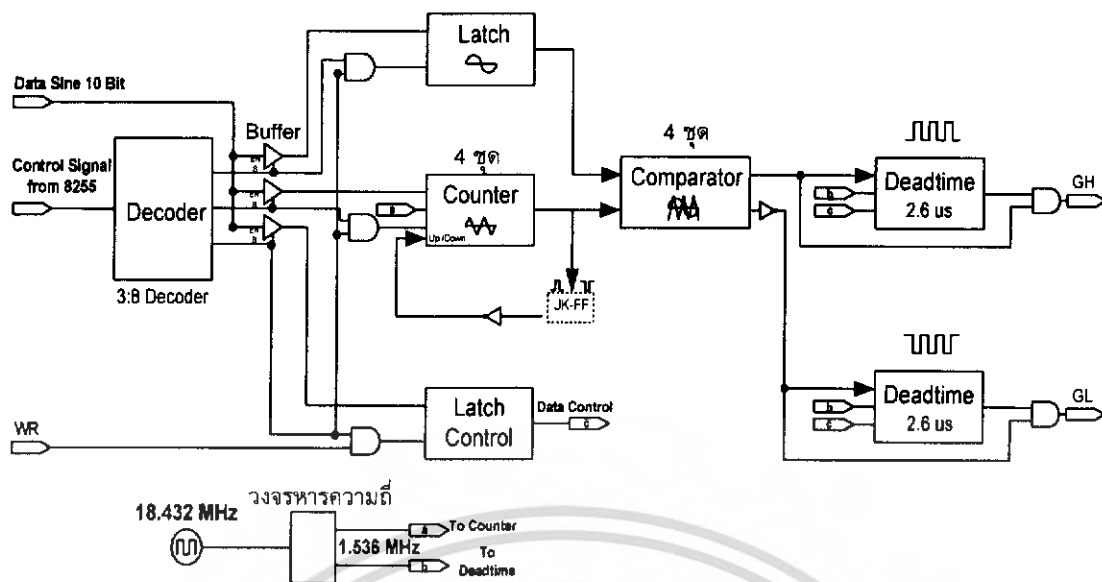 Latch
Data Sine 10 Bit
Buffer
4 ชุด
4 ชุด
Control Signal
from 8255
Decoder
3:8 Decoder
Counter
a
Up/Down
Comparator
JK-FF
Deadtime
2.6 us
b
c
GH
Deadtime
2.6 us
b
c
GL
Latch
Control
Data Control
c
WR
วงจรหารความถี่
18.432 MHz
1.536 MHz
a
To Counter
b
To
Deadtime